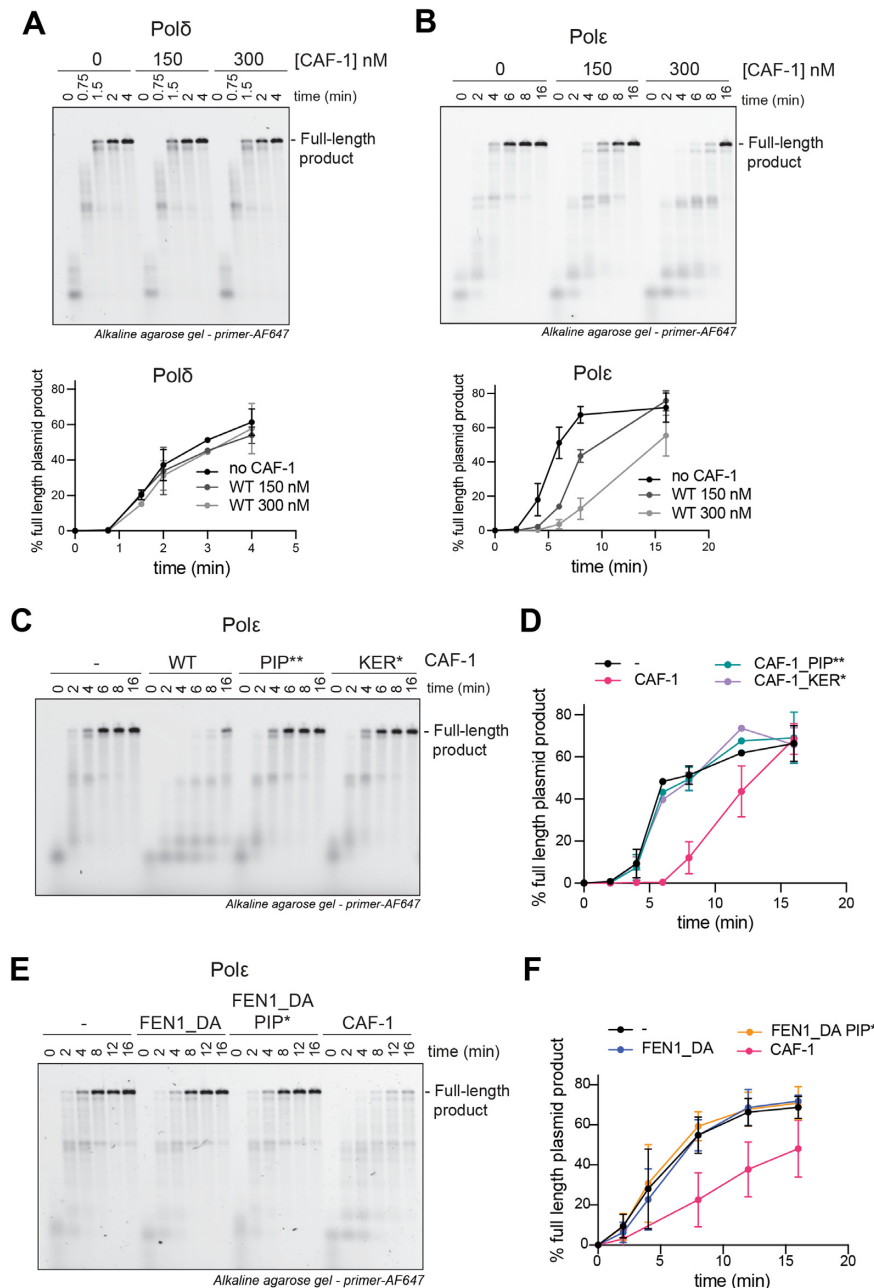 A
Polδ
0 150 300 [CAF-1] nM
0 0.75 1.5 2 4 0 0.75 1.5 2 4 0 0.75 1.5 2 4 time (min)
- Full-length
product
Alkaline agarose gel - primer-AF647
Polδ
% full length plasmid product
80
60
40
20
0
no CAF-1
WT 150 nM
WT 300 nM
1 2 3 4 5
time (min)
B
Polε
0 150 300 [CAF-1] nM
0 2 4 6 8 16 0 2 4 6 8 16 0 2 4 6 8 16 time (min)
- Full-length
product
Alkaline agarose gel - primer-AF647
Polε
% full length plasmid product
80
60
40
20
0
no CAF-1
WT 150 nM
WT 300 nM
0 5 10 15 20
time (min)
C
Polε
- WT PIP** KER* CAF-1
0 2 4 6 8 16 0 2 4 6 8 16 0 2 4 6 8 16 0 2 4 6 8 16 time (min)
- Full-length
product
Alkaline agarose gel - primer-AF647
D
- CAF-1_PIP**
CAF-1 CAF-1_KER*
% full length plasmid product
80
60
40
20
0
0 5 10 15 20
time (min)
E
Polε
FEN1_DA
- FEN1_DA PIP* CAF-1
0 2 4 8 12 16 0 2 4 8 12 16 0 2 4 8 12 16 0 2 4 8 12 16 time (min)
- Full-length
product
Alkaline agarose gel - primer-AF647
F
- FEN1_DA PIP*
FEN1_DA CAF-1
% full length plasmid product
80
60
40
20
0
0 5 10 15 20
time (min)